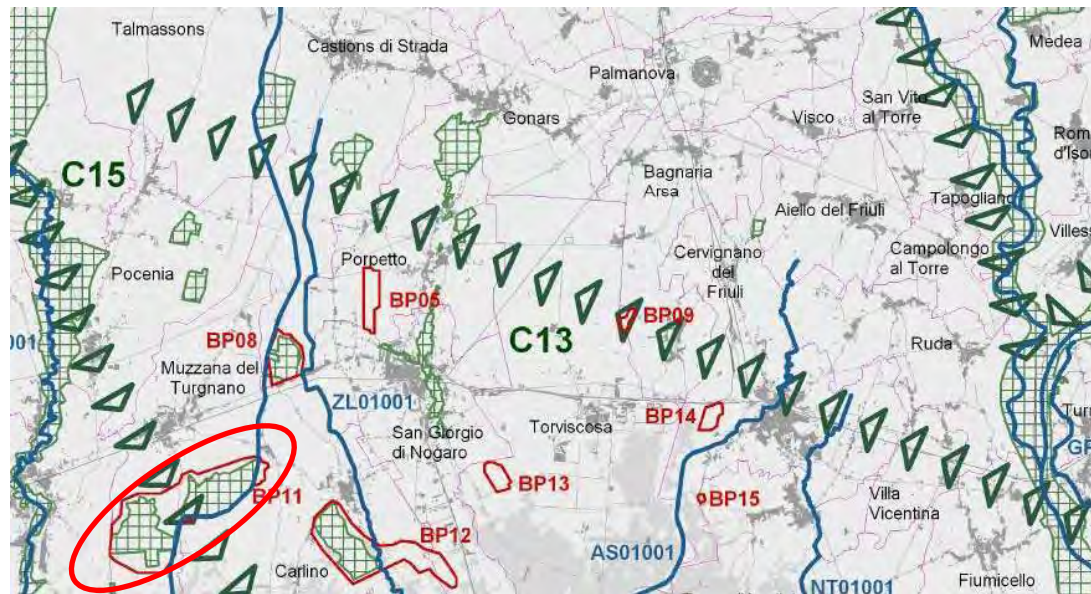 Talmassons
Castions di Strada
Medea
Palmanova
San Vito
al Torre
Gonars
Visco
Bagnaria
Arsa
C15
Tapogliano
Aiello del Friuli
Villes
Campolongo
al Torre
Cervignano
del
Friuli
Porpetto
Pocenia
BP05
BP09
C13
BP08
Ruda
001
Muzzana del
Turgnano
ZL01001
BP14
San Giorgio
di Nogaro
Torviscosa
BP11
BP13
BP15
Villa
Vicentina
BP12
AS01001
Carlino
NT01001
Fiumicello